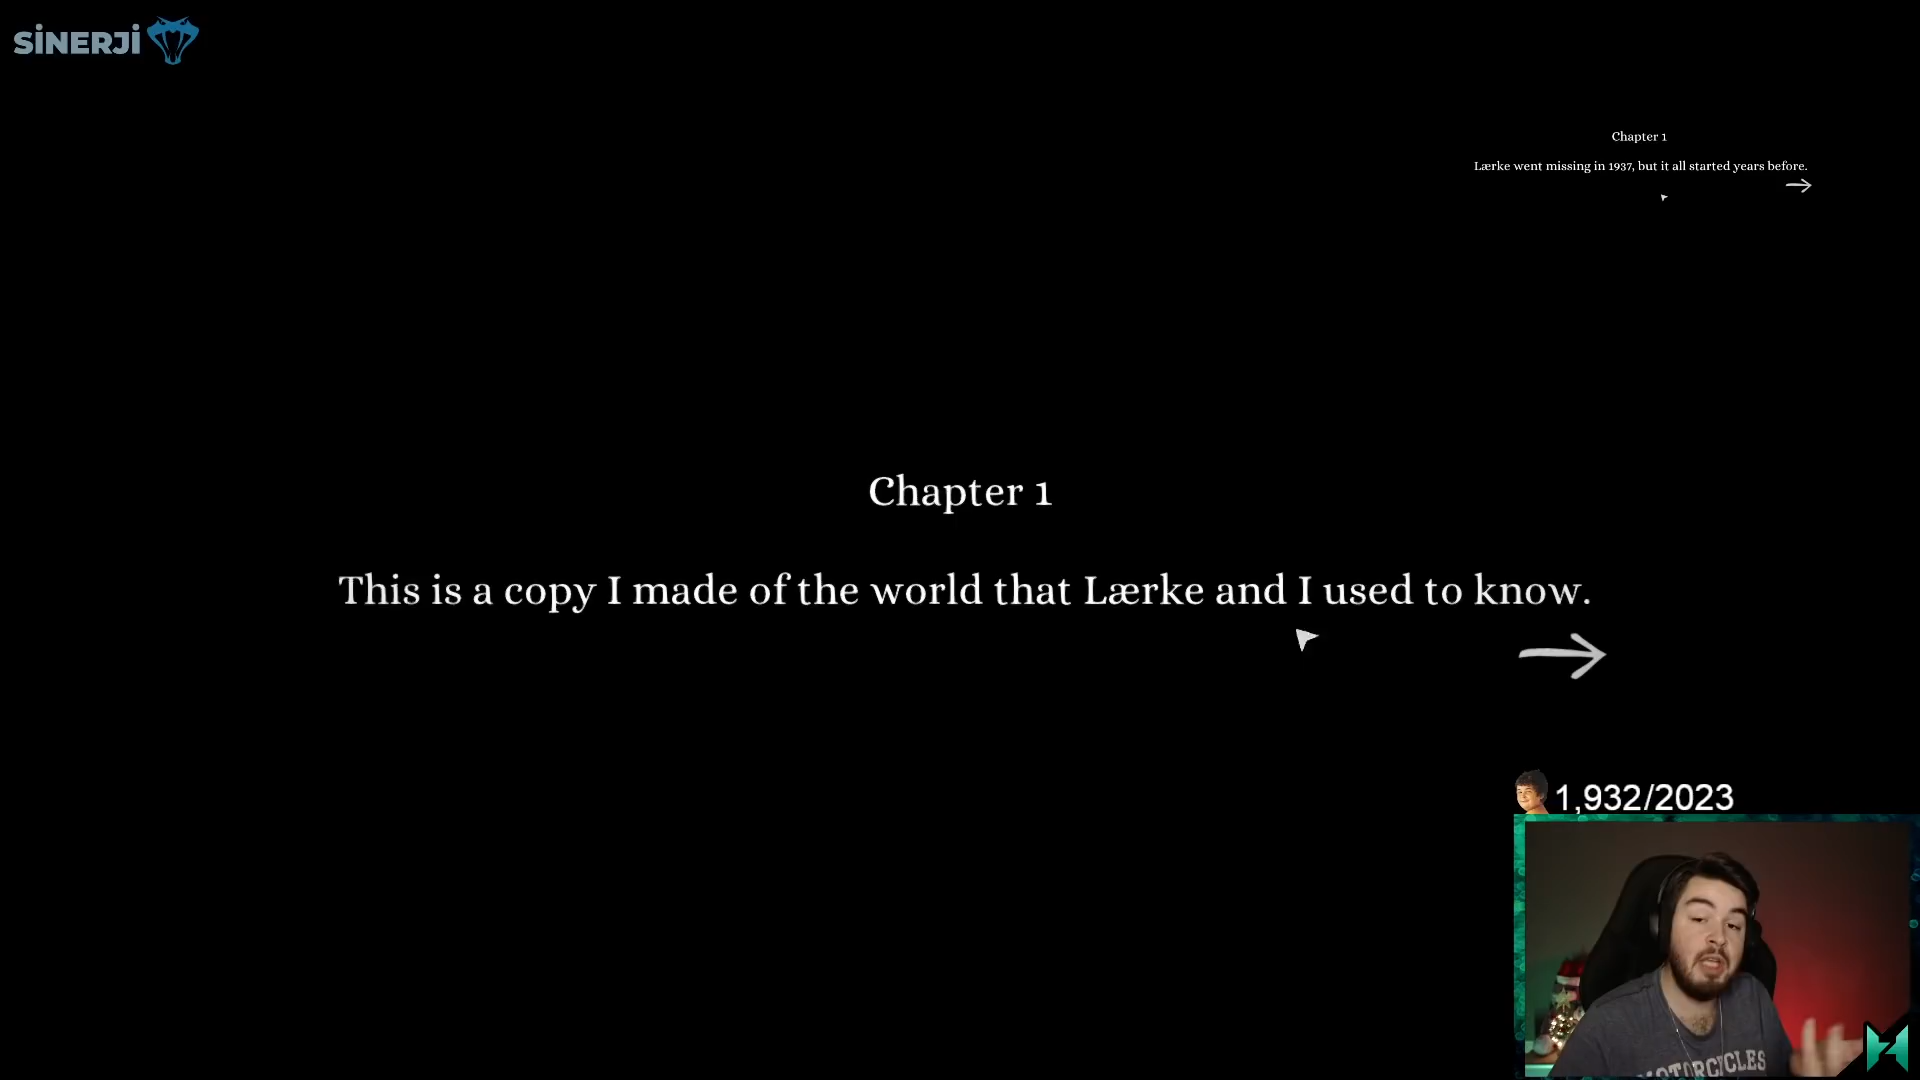 SİNERJİ
Chapter 1
Lærke went missing in 1937, but it all started years before.
Chapter 1
This is a copy I made of the world that Lærke and I used to know.
1,932/2023
MOTORCYCLES